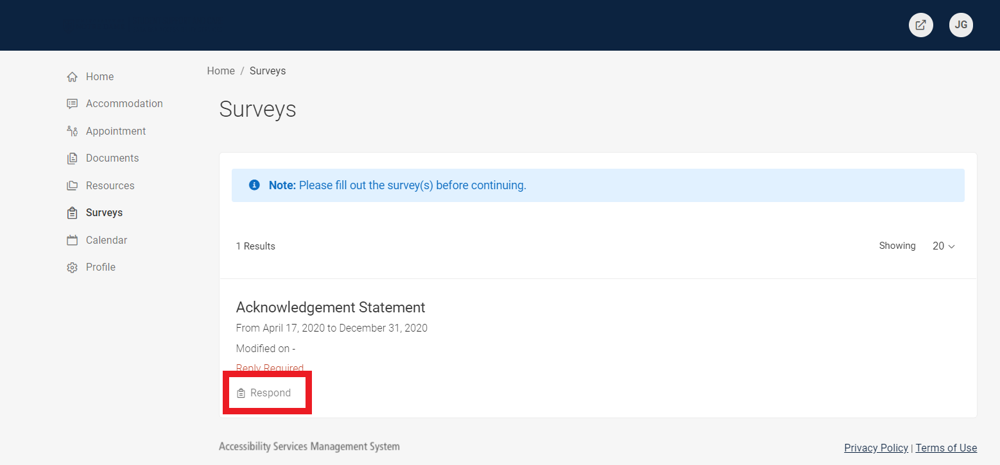 JG
Home / Surveys
Home
Accommodation
Appointment
Documents
Resources
Surveys
Calendar
Profile
Surveys
Note: Please fill out the survey(s) before continuing.
1 Results
Showing 20
Acknowledgement Statement
From April 17, 2020 to December 31, 2020
Modified on -
Reply Required
Respond
Accessibility Services Management System
Privacy Policy | Terms of Use